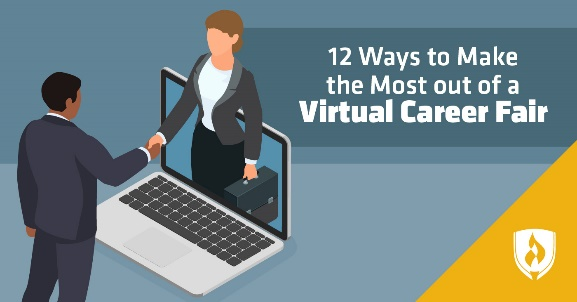 12 Ways to Make
the Most out of a
Virtual Career Fair